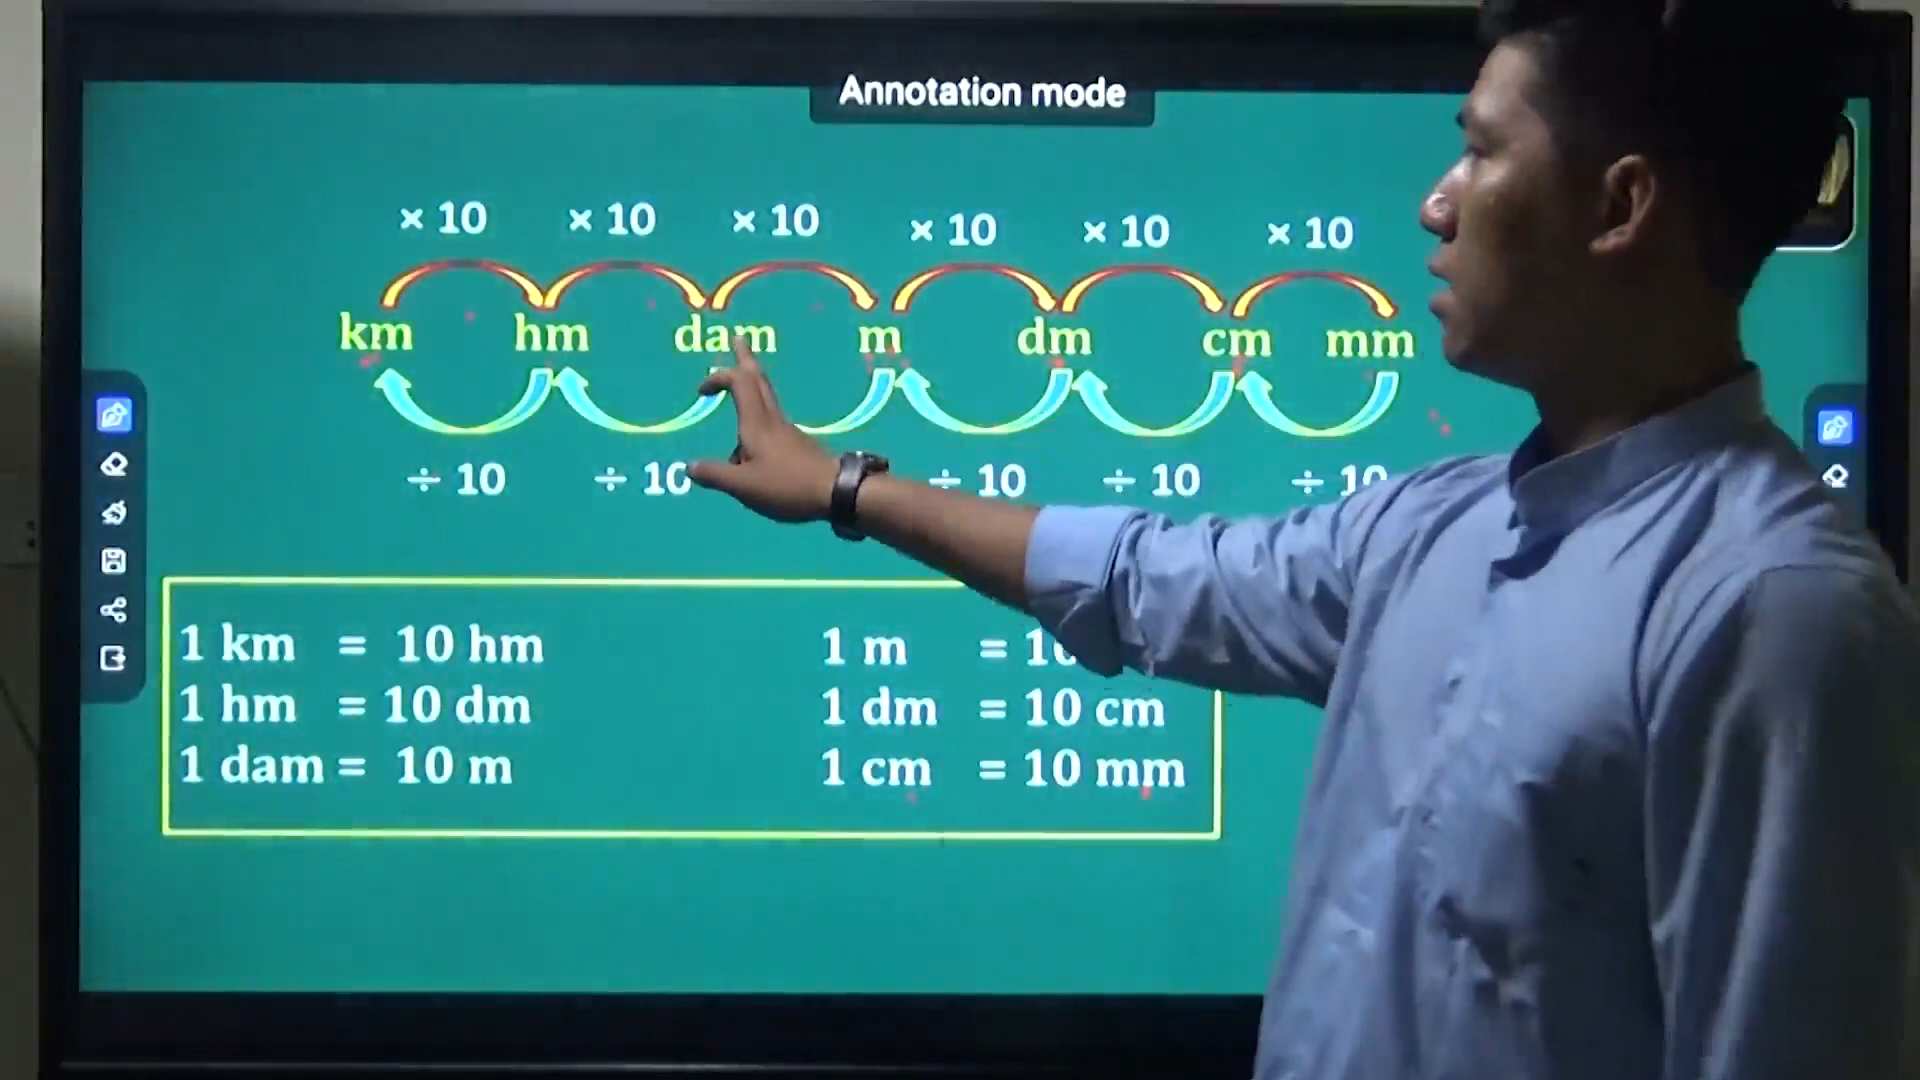 Annotation mode
× 10 × 10 × 10 × 10 × 10 × 10
km hm dam m dm cm mm
÷ 10 ÷ 10 ÷ 10 ÷ 10 ÷ 10
1 km = 10 hm
1 hm = 10 dm
1 dam = 10 m
1 m =
1 dm = 10 cm
1 cm = 10 mm